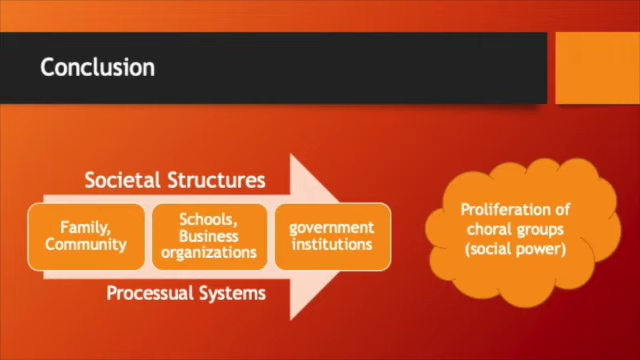 Conclusion
Societal Structures
Family,
Community
Schools,
Business
organizations
government
institutions
Processual Systems
Proliferation of
choral groups
(social power)